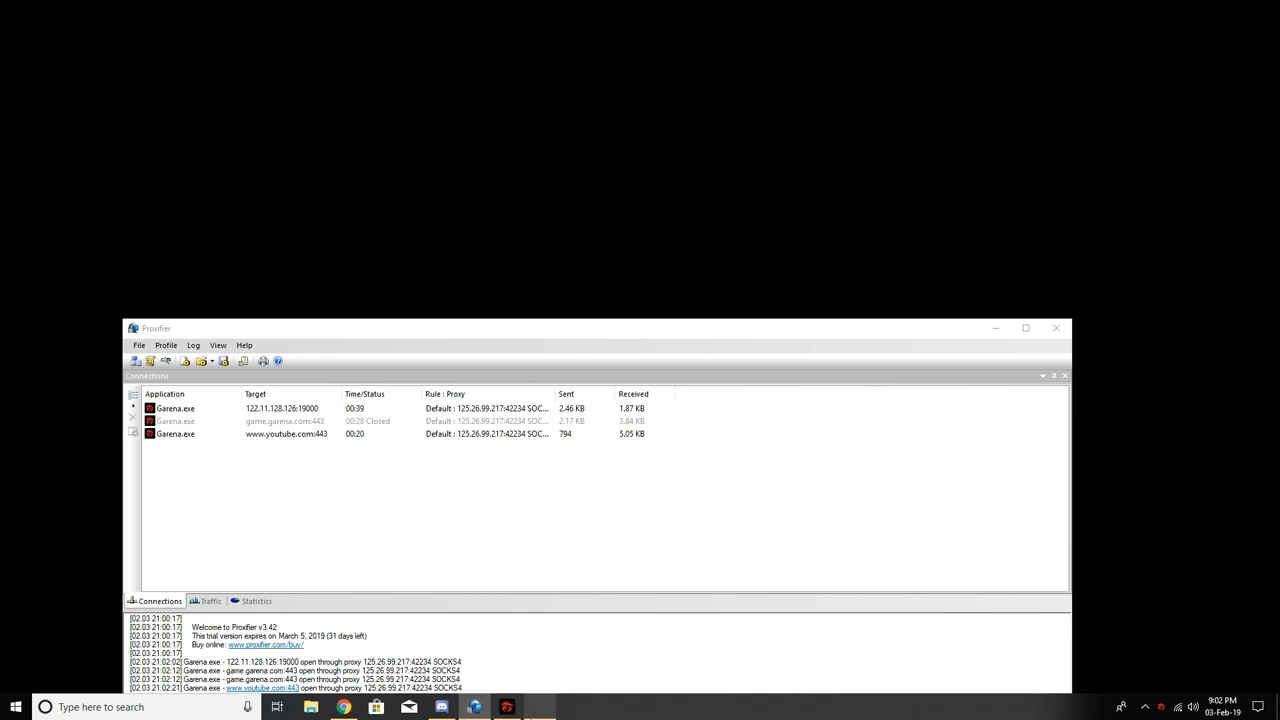 Proxifier
File Profile Log View Help
Connections
Application Target Time/Status Rule : Proxy Sent Received
Garena.exe 122.11.128.126:19000 00:39 Default : 125.26.99.217:42234 SOC... 2.46 KB 1.87 KB
Garena.exe game.garena.com:443 00:28 Closed Default : 125.26.99.217:42234 SOC... 2.17 KB 3.84 KB
Garena.exe www.youtube.com:443 00:20 Default : 125.26.99.217:42234 SOC... 794 5.05 KB
Connections Traffic Statistics
[02.03 21:00:17]
[02.03 21:00:17] Welcome to Proxifier v3.42
[02.03 21:00:17] This trial version expires on March 5, 2019 (31 days left)
[02.03 21:00:17] Buy online: www.proxifier.com/buy/
[02.03 21:00:17]
[02.03 21:02:02] Garena.exe - 122.11.128.126:19000 open through proxy 125.26.99.217:42234 SOCKS4
[02.03 21:02:12] Garena.exe - game.garena.com:443 open through proxy 125.26.99.217:42234 SOCKS4
[02.03 21:02:12] Garena.exe - game.garena.com:443 open through proxy 125.26.99.217:42234 SOCKS4
[02.03 21:02:21] Garena.exe - www.youtube.com:443 open through proxy 125.26.99.217:42234 SOCKS4
Type here to search
9:02 PM
03-Feb-19